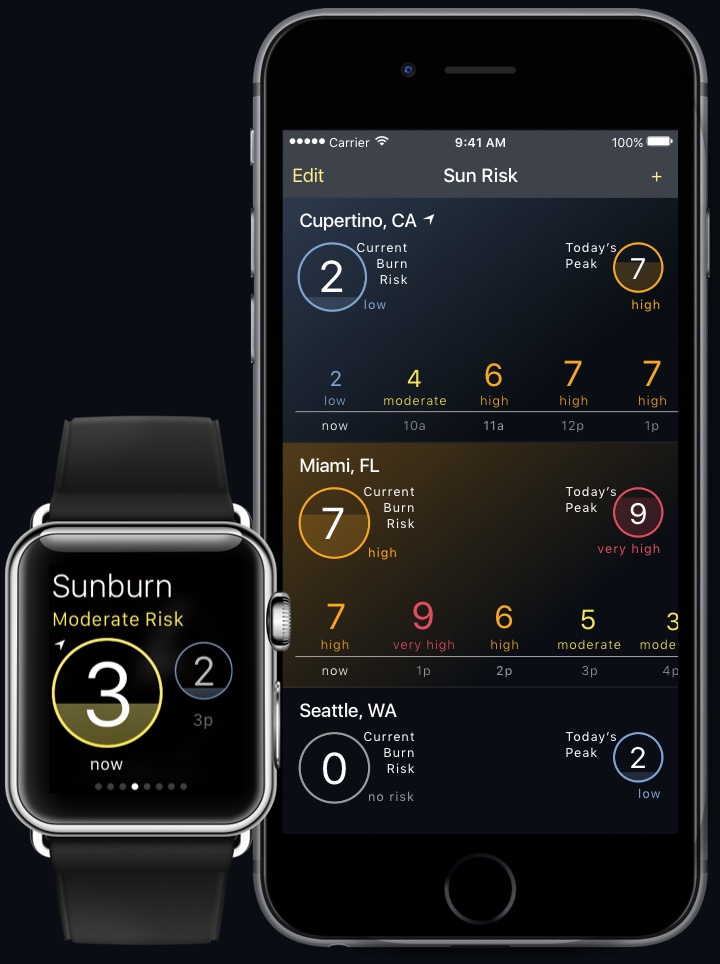 Carrier 9:41 AM 100%
Edit Sun Risk +
Cupertino, CA
Current
Burn
Risk
2
low
Today's
Peak
7
high
2 4 6 7 7
low moderate high high high
now 10a 11a 12p 1p
Miami, FL
Current
Burn
Risk
7
high
Today's
Peak
9
very high
7 9 6 5 3
high very high high moderate mode
now 1p 2p 3p 4p
Seattle, WA
Current
Burn
Risk
0
no risk
Today's
Peak
2
low
Sunburn
Moderate Risk
3 2
3p
now